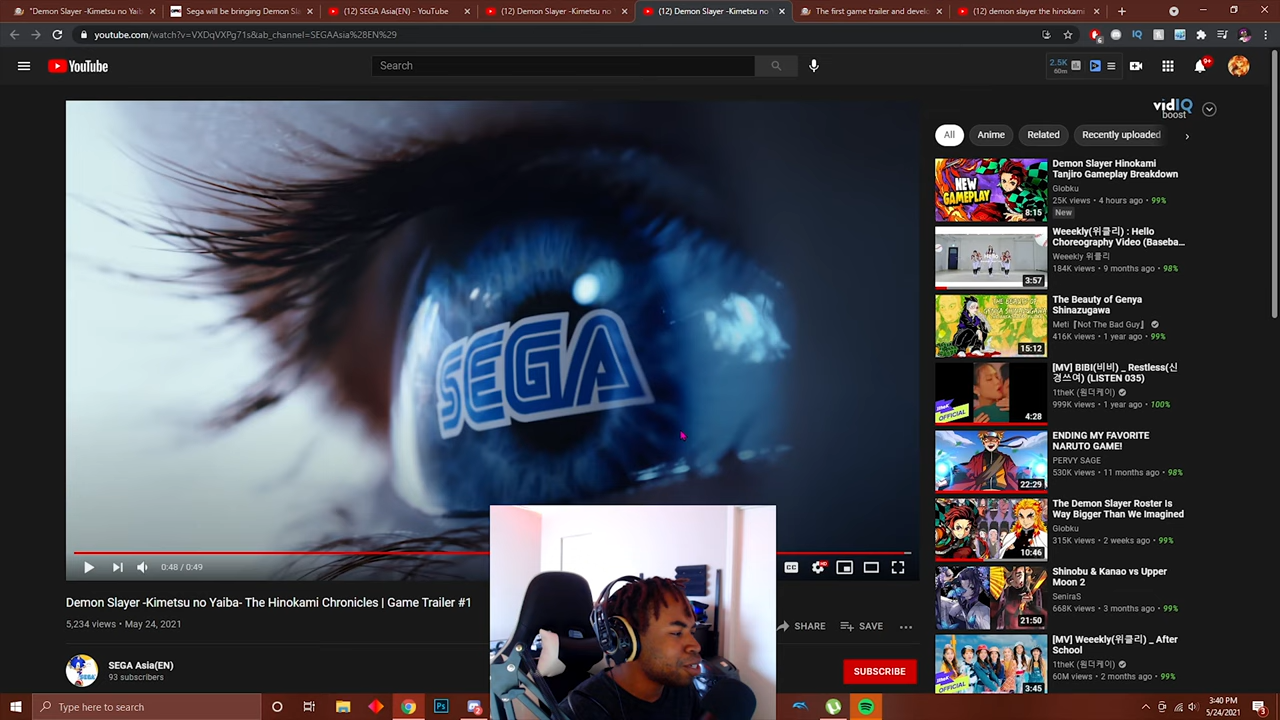 "Demon Slayer -Kimetsu no Yaib
Sega will be bringing Demon Sl
(12) SEGA Asia(EN) - YouTube
(12) Demon Slayer -Kimetsu no
(12) Demon Slayer -Kimetsu no
The first game trailer and devel
(12) demon slayer the hinokami
youtube.com/watch?v=VXDqVXPg71s&ab_channel=SEGAAsia%28EN%29
YouTube
Search
2.5K
60m
9+
vidIQ
boost
All
Anime
Related
Recently uploaded
SEGA
NEW
GAMEPLAY
8:15
Demon Slayer Hinokami
Tanjiro Gameplay Breakdown
Globku
25K views • 4 hours ago • 99%
New
3:57
Weeekly(위클리) : Hello
Choreography Video (Baseba...
Weeekly 위클리
184K views • 9 months ago • 98%
15:12
The Beauty of Genya
Shinazugawa
Meti『Not The Bad Guy』
416K views • 1 year ago • 99%
OFFICIAL
4:28
[MV] BIBI(비비) _ Restless(신
경쓰여) (LISTEN 035)
1theK (원더케이)
999K views • 1 year ago • 100%
22:29
ENDING MY FAVORITE
NARUTO GAME!
PERVY SAGE
530K views • 11 months ago • 98%
10:46
The Demon Slayer Roster Is
Way Bigger Than We Imagined
Globku
315K views • 2 weeks ago • 99%
21:50
Shinobu & Kanao vs Upper
Moon 2
SeniraS
668K views • 3 months ago • 99%
OFFICIAL
3:45
[MV] Weeekly(위클리) _ After
School
1theK (원더케이)
60M views • 2 months ago • 99%
0:48 / 0:49
CC
HD
Demon Slayer -Kimetsu no Yaiba- The Hinokami Chronicles | Game Trailer #1
5,234 views • May 24, 2021
SHARE
SAVE
SEGA Asia(EN)
93 subscribers
SUBSCRIBE
Type here to search
Ps
3:40 PM
5/24/2021